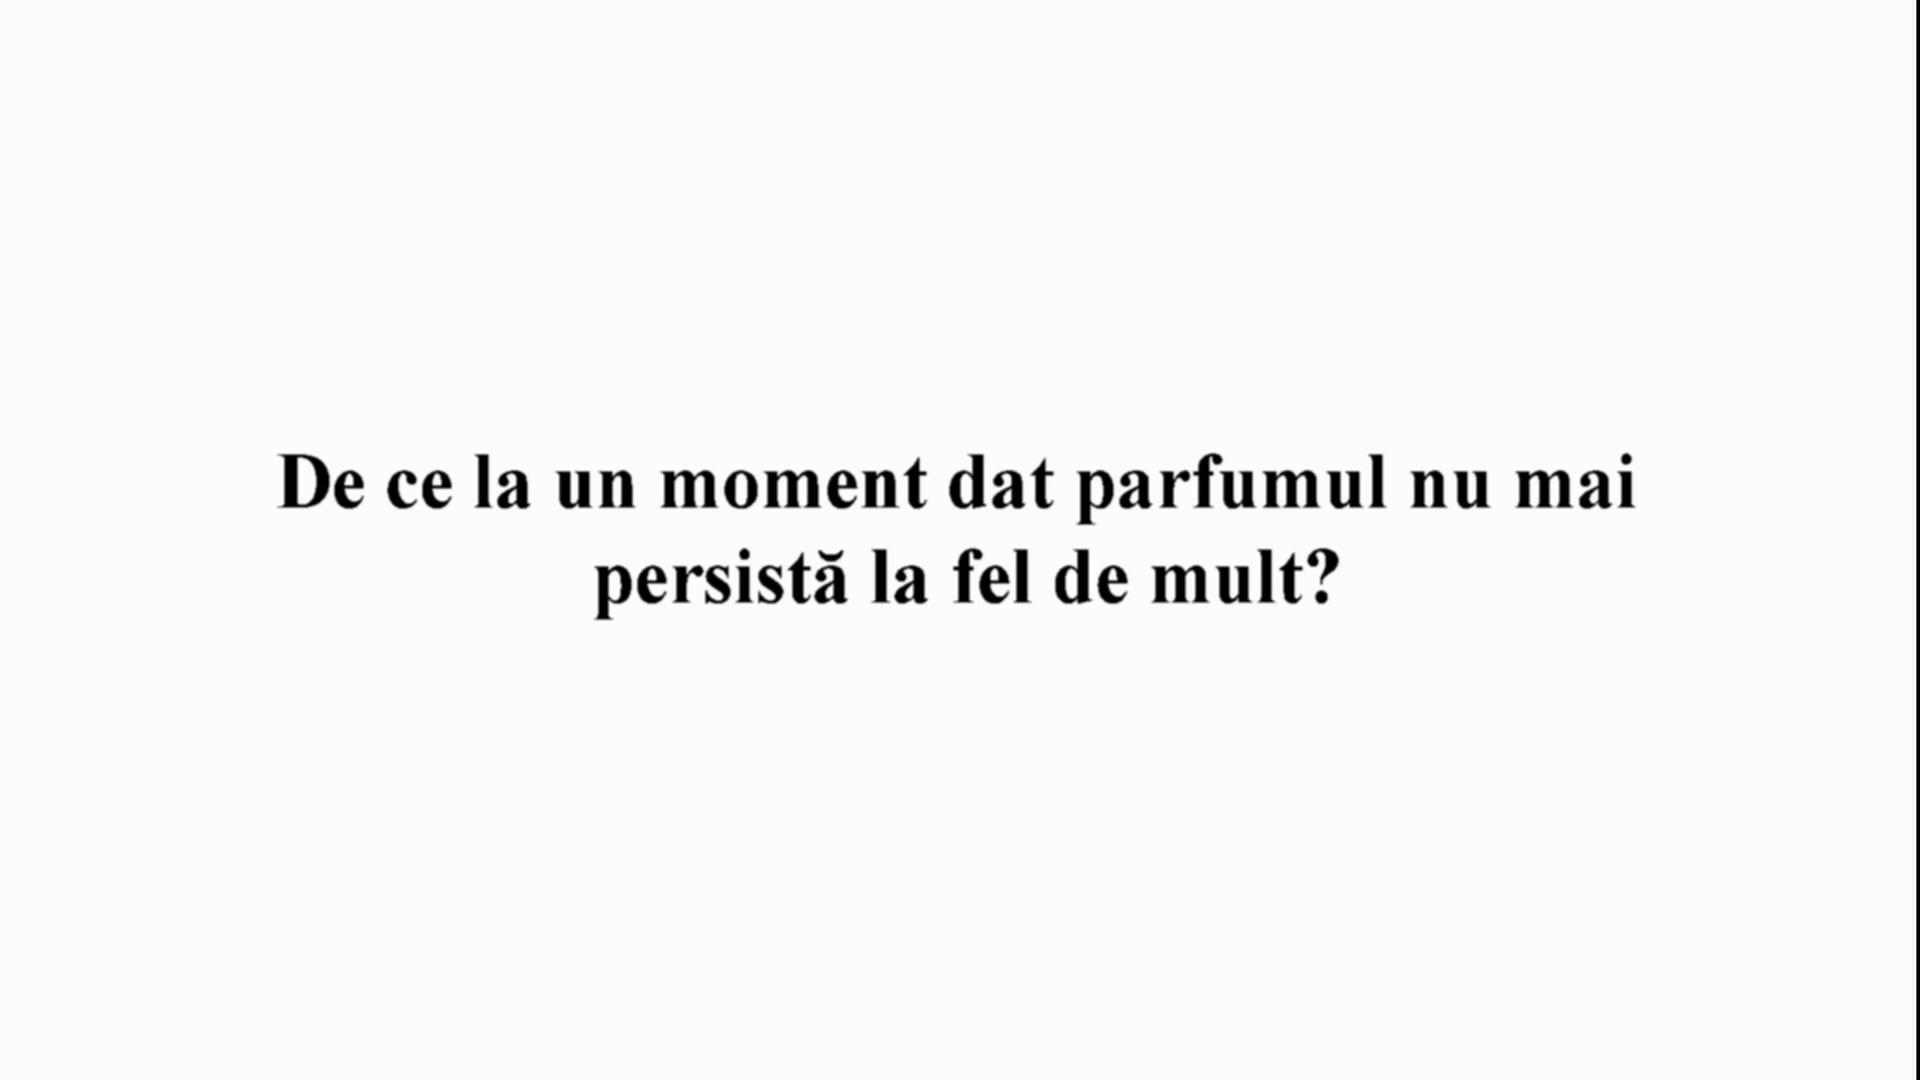 De ce la un moment dat parfumul nu mai
persistă la fel de mult?